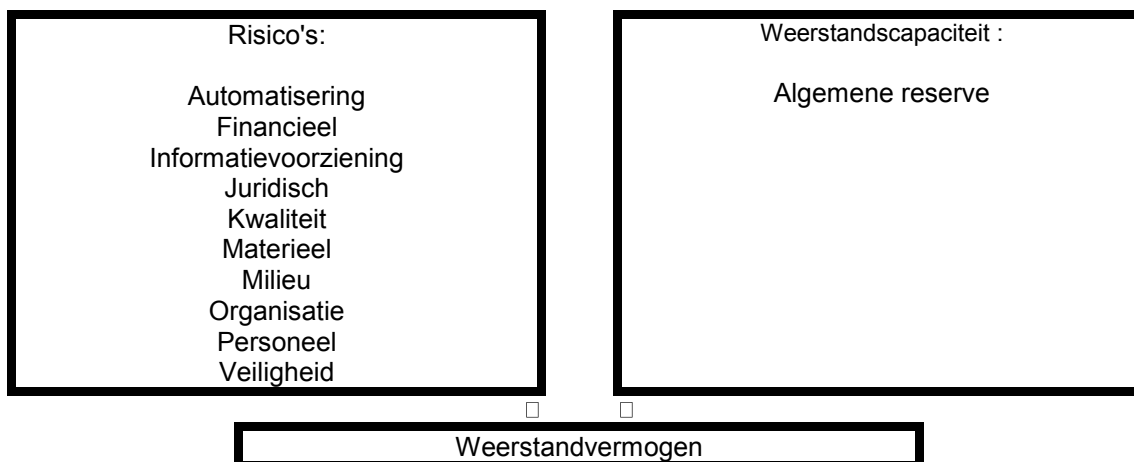 Risico's:
Automatisering
Financieel
Informatievoorziening
Juridisch
Kwaliteit
Materieel
Milieu
Organisatie
Personeel
Veiligheid
Weerstandscapaciteit :
Algemene reserve
Weerstandvermogen